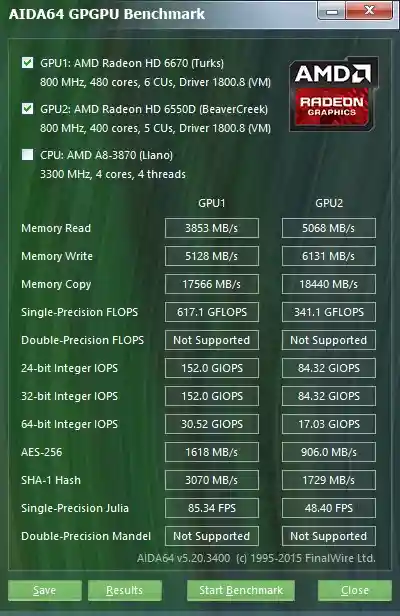 AIDA64 GPGPU Benchmark
GPU1: AMD Radeon HD 6670 (Turks)
800 MHz, 480 cores, 6 CUs, Driver 1800.8 (VM)
GPU2: AMD Radeon HD 6550D (BeaverCreek)
800 MHz, 400 cores, 5 CUs, Driver 1800.8 (VM)
CPU: AMD A8-3870 (Llano)
3300 MHz, 4 cores, 4 threads
AMD
RADEON
GRAPHICS
GPU1 GPU2
Memory Read 3853 MB/s 5068 MB/s
Memory Write 5128 MB/s 6131 MB/s
Memory Copy 17566 MB/s 18440 MB/s
Single-Precision FLOPS 617.1 GFLOPS 341.1 GFLOPS
Double-Precision FLOPS Not Supported Not Supported
24-bit Integer IOPS 152.0 GIOPS 84.32 GIOPS
32-bit Integer IOPS 152.0 GIOPS 84.32 GIOPS
64-bit Integer IOPS 30.52 GIOPS 17.03 GIOPS
AES-256 1618 MB/s 906.0 MB/s
SHA-1 Hash 3070 MB/s 1729 MB/s
Single-Precision Julia 85.34 FPS 48.40 FPS
Double-Precision Mandel Not Supported Not Supported
AIDA64 v5.20.3400 (c) 1995-2015 FinalWire Ltd.
Save Results Start Benchmark Close